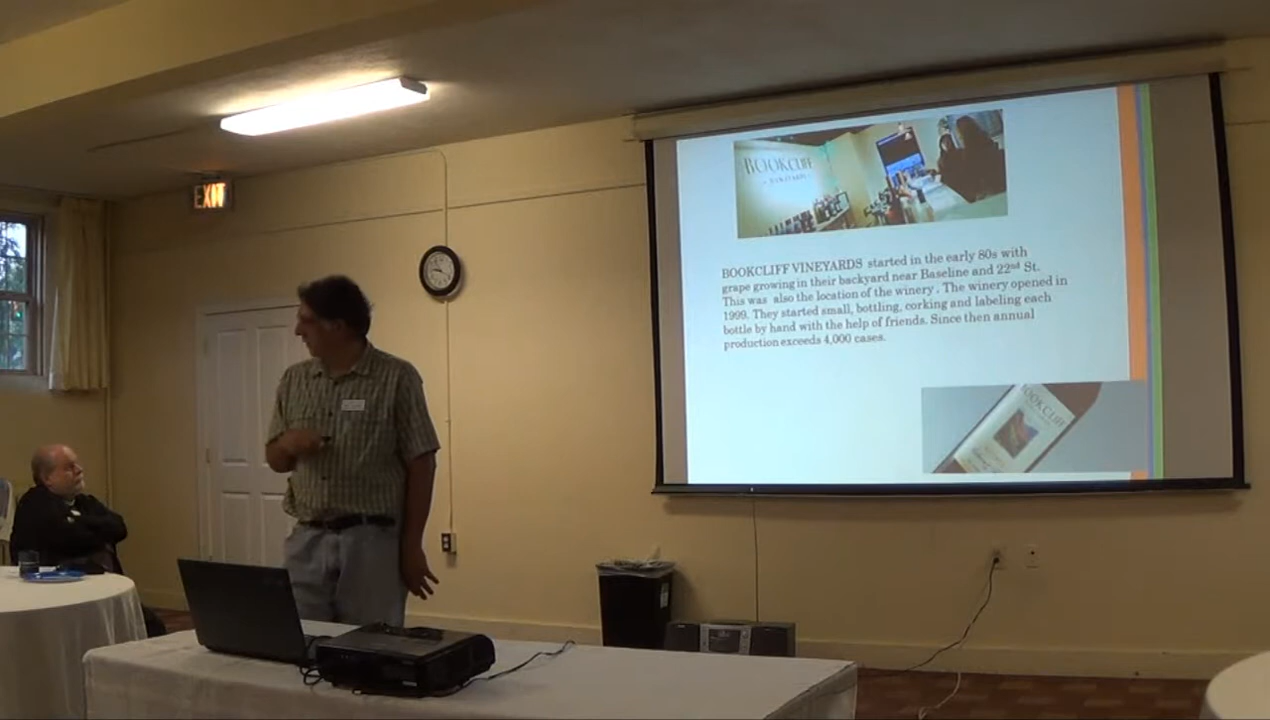 EXIT
BOOKCLIFF
VINEYARDS
BOOKCLIFF VINEYARDS started in the early 80s with
grape growing in their backyard near Baseline and 22nd St.
This was also the location of the winery . The winery opened in
1999. They started small, bottling, corking and labeling each
bottle by hand with the help of friends. Since then annual
production exceeds 4,000 cases.
BOOKCLIFF